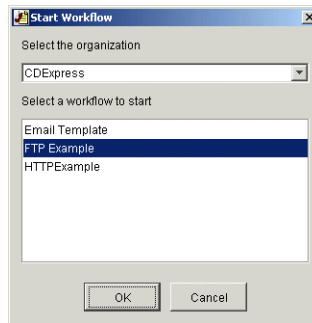 Start Workflow
Select the organization
CDExpress
Select a workflow to start
Email Template
FTP Example
HTTPExample
OK
Cancel